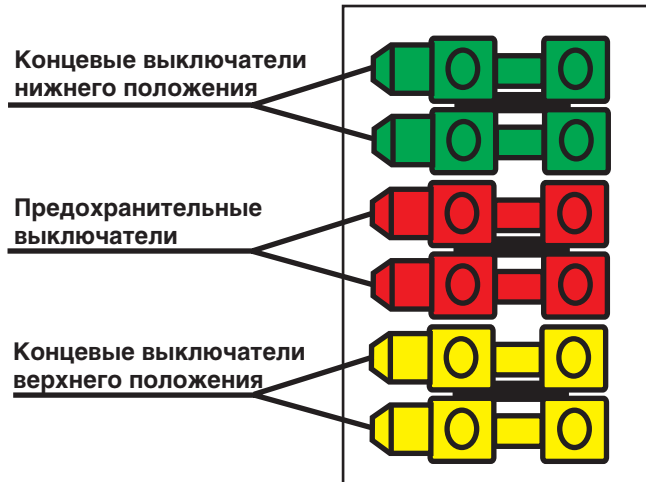 Концевые выключатели
нижнего положения
Предохранительные
выключатели
Концевые выключатели
верхнего положения